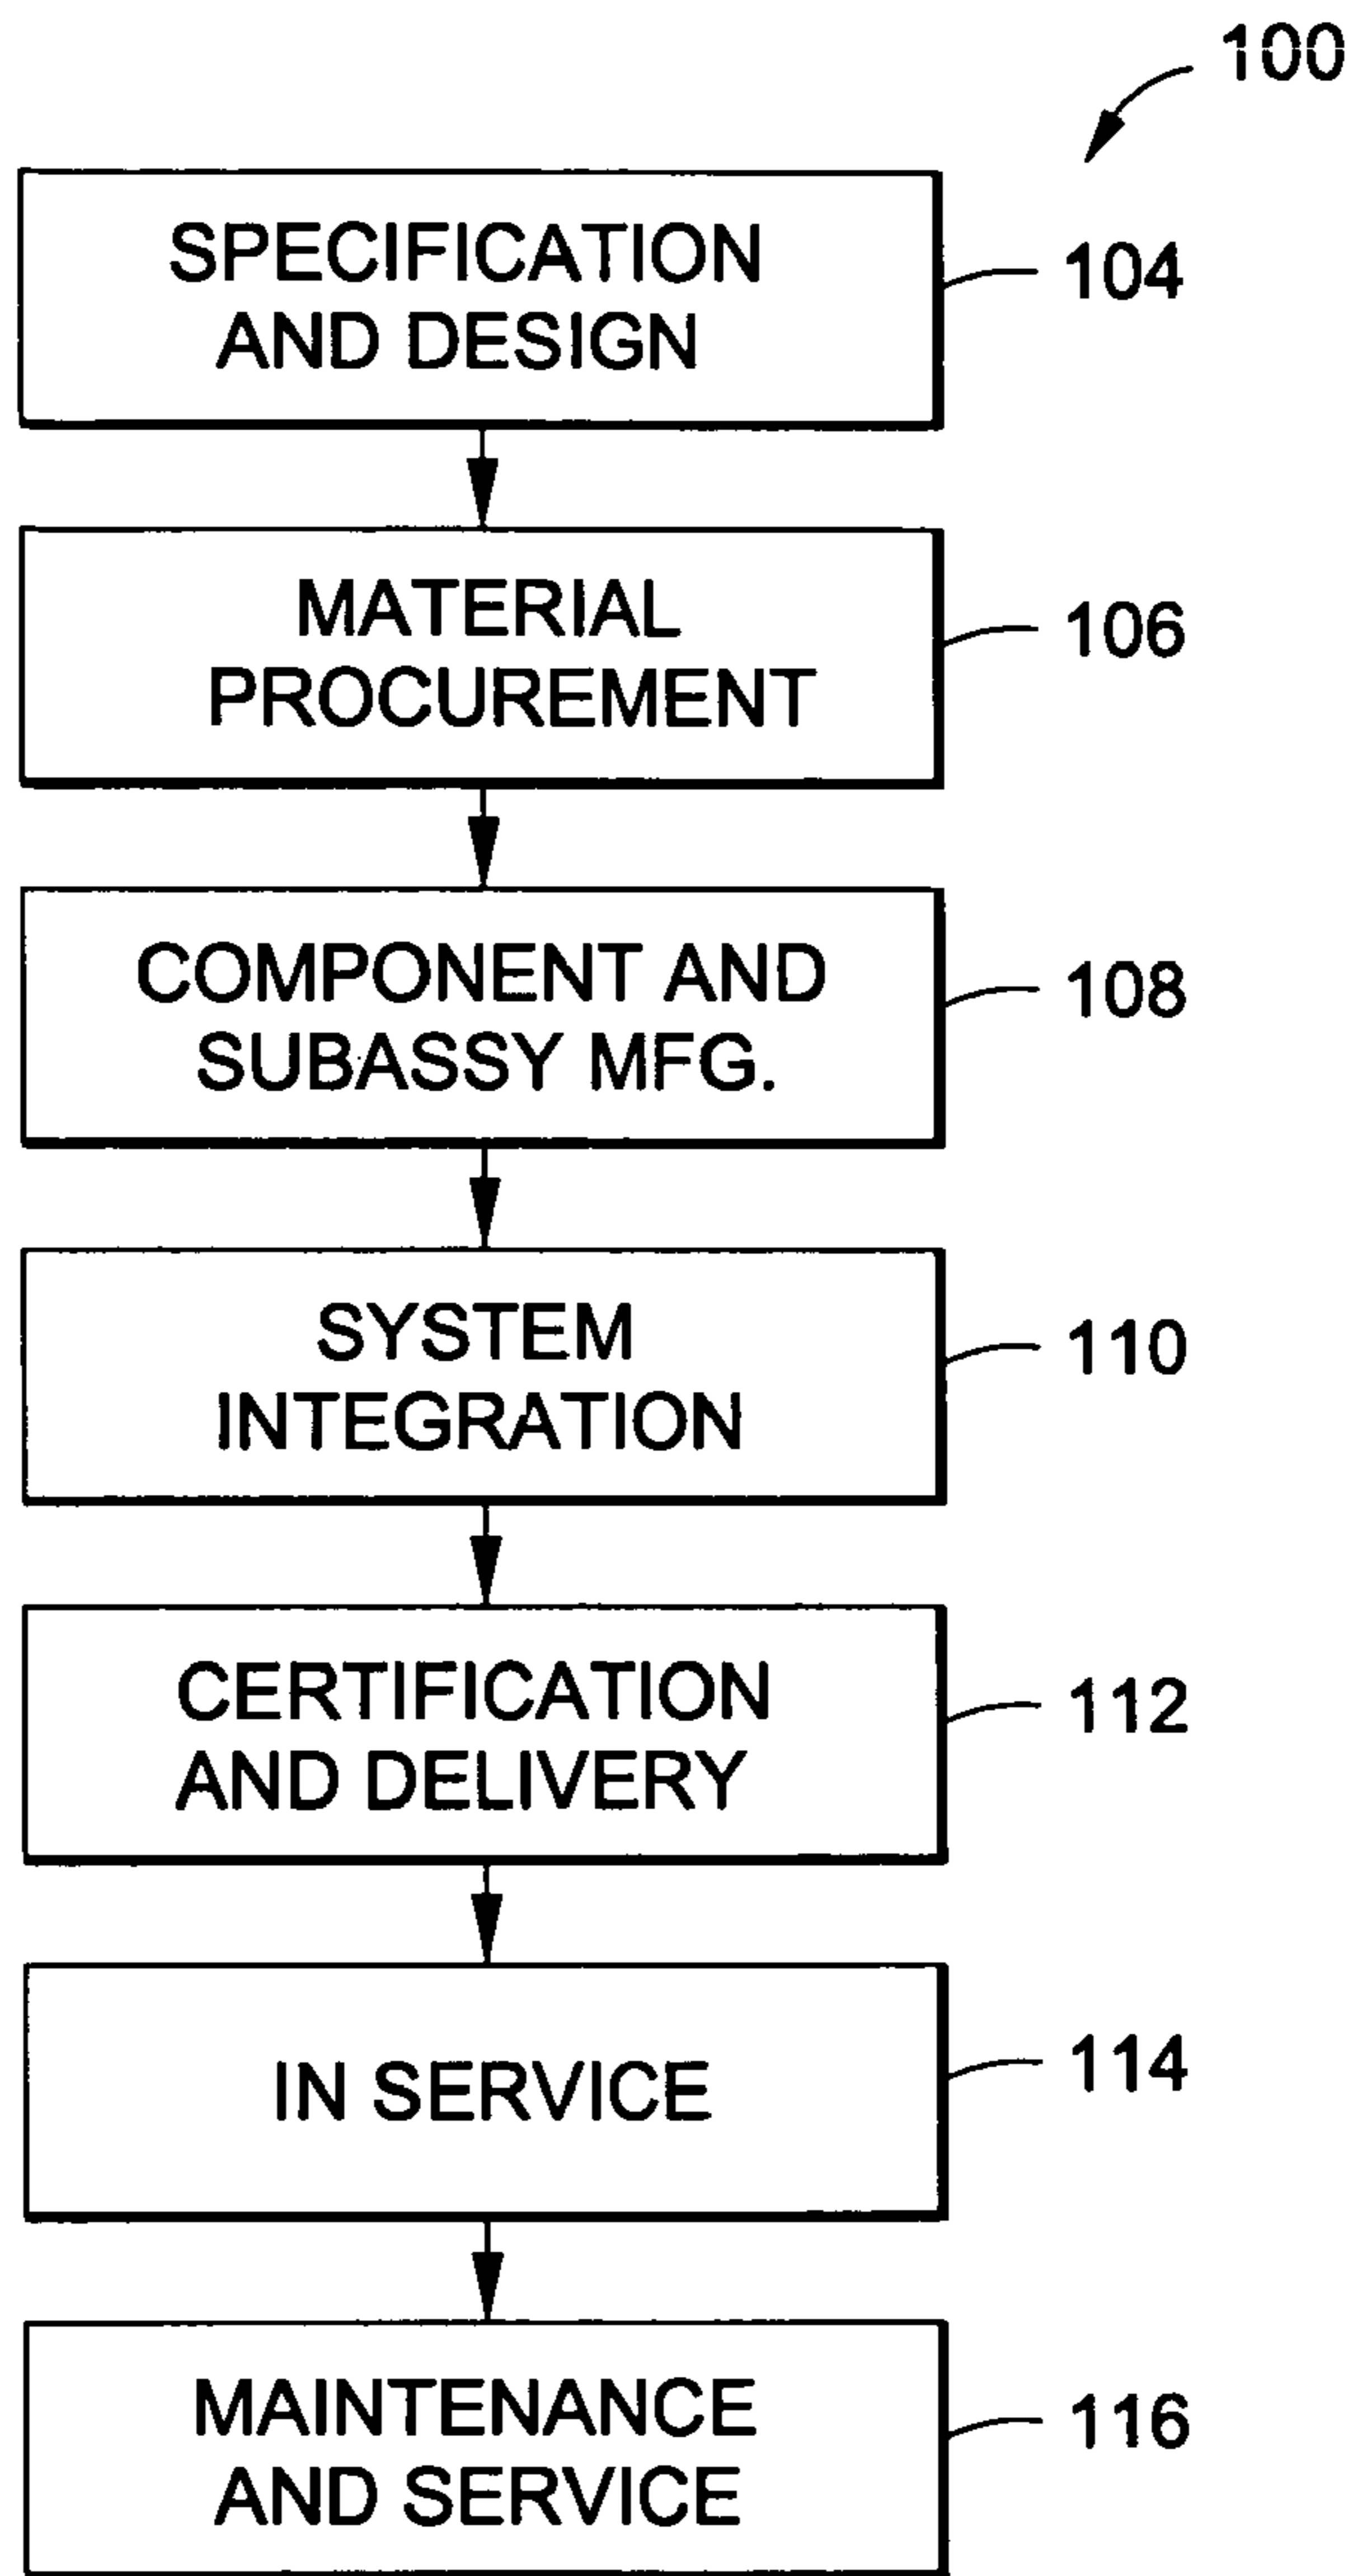 100
SPECIFICATION
AND DESIGN
104
MATERIAL
PROCUREMENT
106
COMPONENT AND
SUBASSY MFG.
108
SYSTEM
INTEGRATION
110
CERTIFICATION
AND DELIVERY
112
IN SERVICE
114
MAINTENANCE
AND SERVICE
116